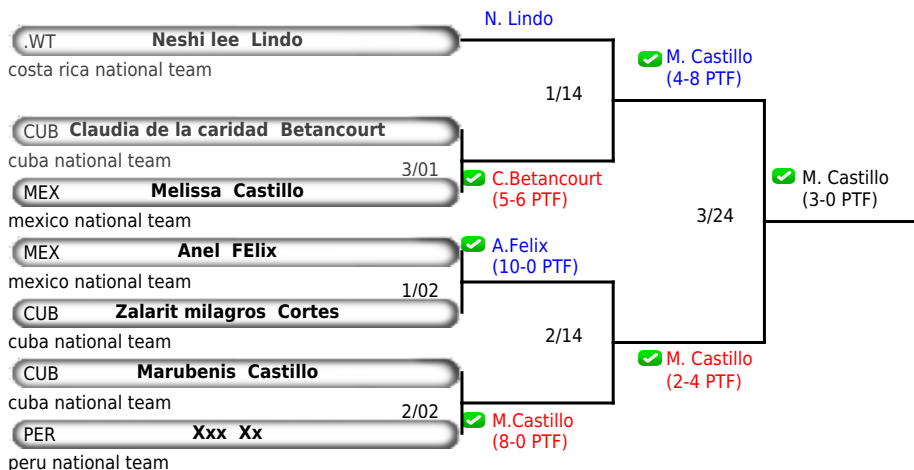 N. Lindo
.WT Neshi lee Lindo
costa rica national team
M. Castillo
(4-8 PTF)
1/14
CUB Claudia de la caridad Betancourt
cuba national team
3/01
MEX Melissa Castillo
mexico national team
C.Betancourt
(5-6 PTF)
M. Castillo
(3-0 PTF)
3/24
MEX Anel FElix
mexico national team
A.Felix
(10-0 PTF)
1/02
CUB Zalarit milagros Cortes
cuba national team
2/14
M. Castillo
(2-4 PTF)
CUB Marubenis Castillo
cuba national team
2/02
PER Xxx Xx
peru national team
M.Castillo
(8-0 PTF)